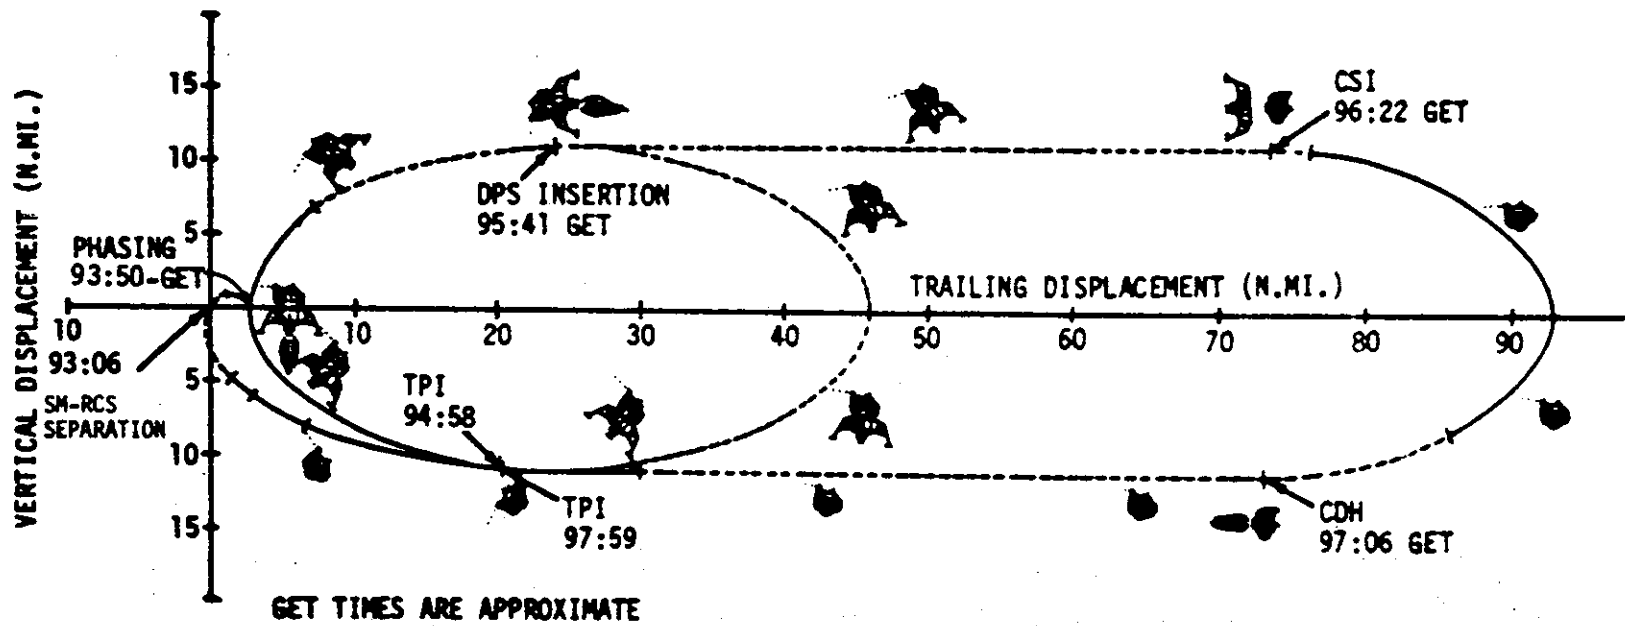 VERTICAL DISPLACEMENT (N.MI.)
15
10
5
5
10
15
CSI
96:22 GET
DPS INSERTION
95:41 GET
PHASING
93:50-GET
TRAILING DISPLACEMENT (N.MI.)
10
10
20
30
40
50
60
70
80
90
93:06
SM-RCS
SEPARATION
TPI
94:58
TPI
97:59
CDH
97:06 GET
GET TIMES ARE APPROXIMATE